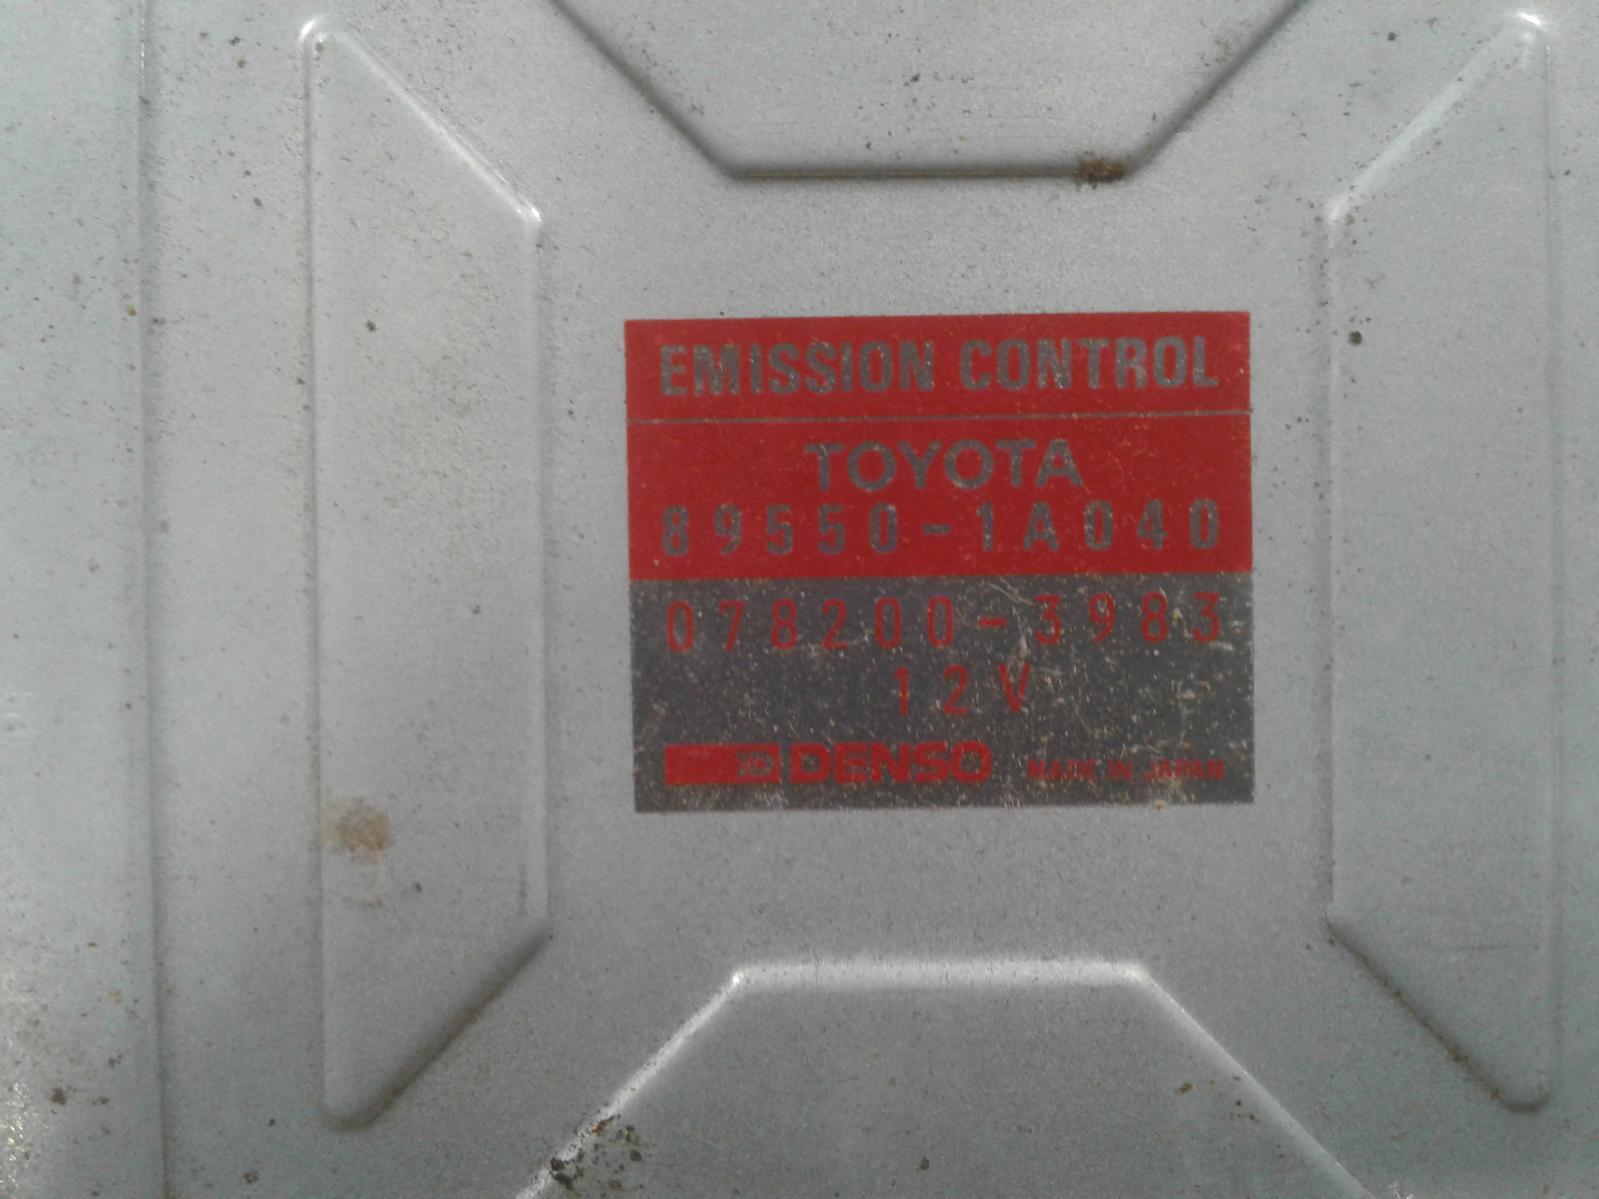 EMISSION CONTROL
TOYOTA
89550-1A040
078200-3983
12V
DENSO MADE IN JAPAN